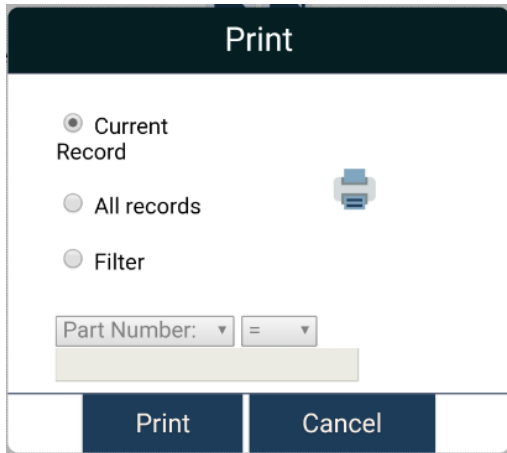 Print
Current
Record
All records
Filter
Part Number: =
Print Cancel